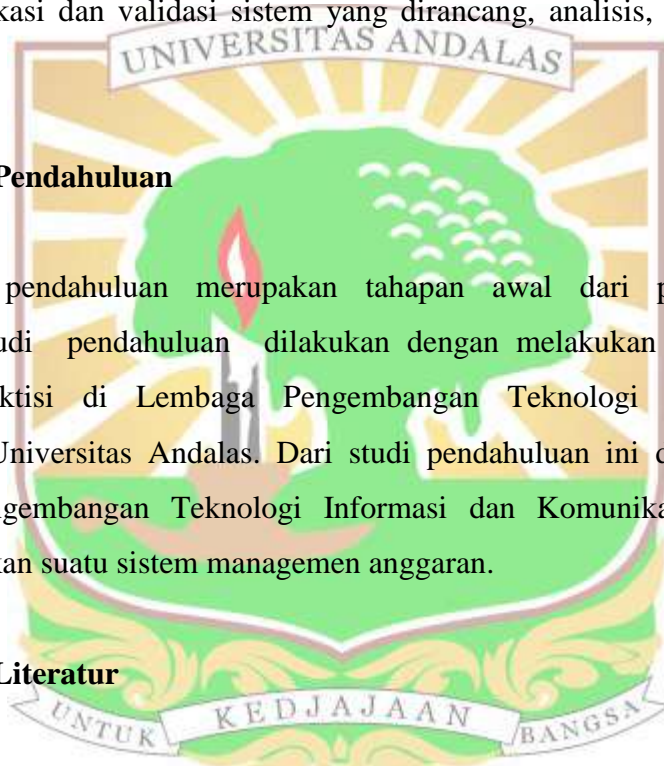 kasi dan validasi sistem yang dirancang, analisis,
UNIVERSITAS ANDALAS
Pendahuluan
pendahuluan merupakan tahapan awal dari p
udi pendahuluan dilakukan dengan melakukan
ktisi di Lembaga Pengembangan Teknologi
Universitas Andalas. Dari studi pendahuluan ini d
ngembangan Teknologi Informasi dan Komunika
kan suatu sistem managemen anggaran.
Literatur
UNTUK KEDJAJAAN BANGSA